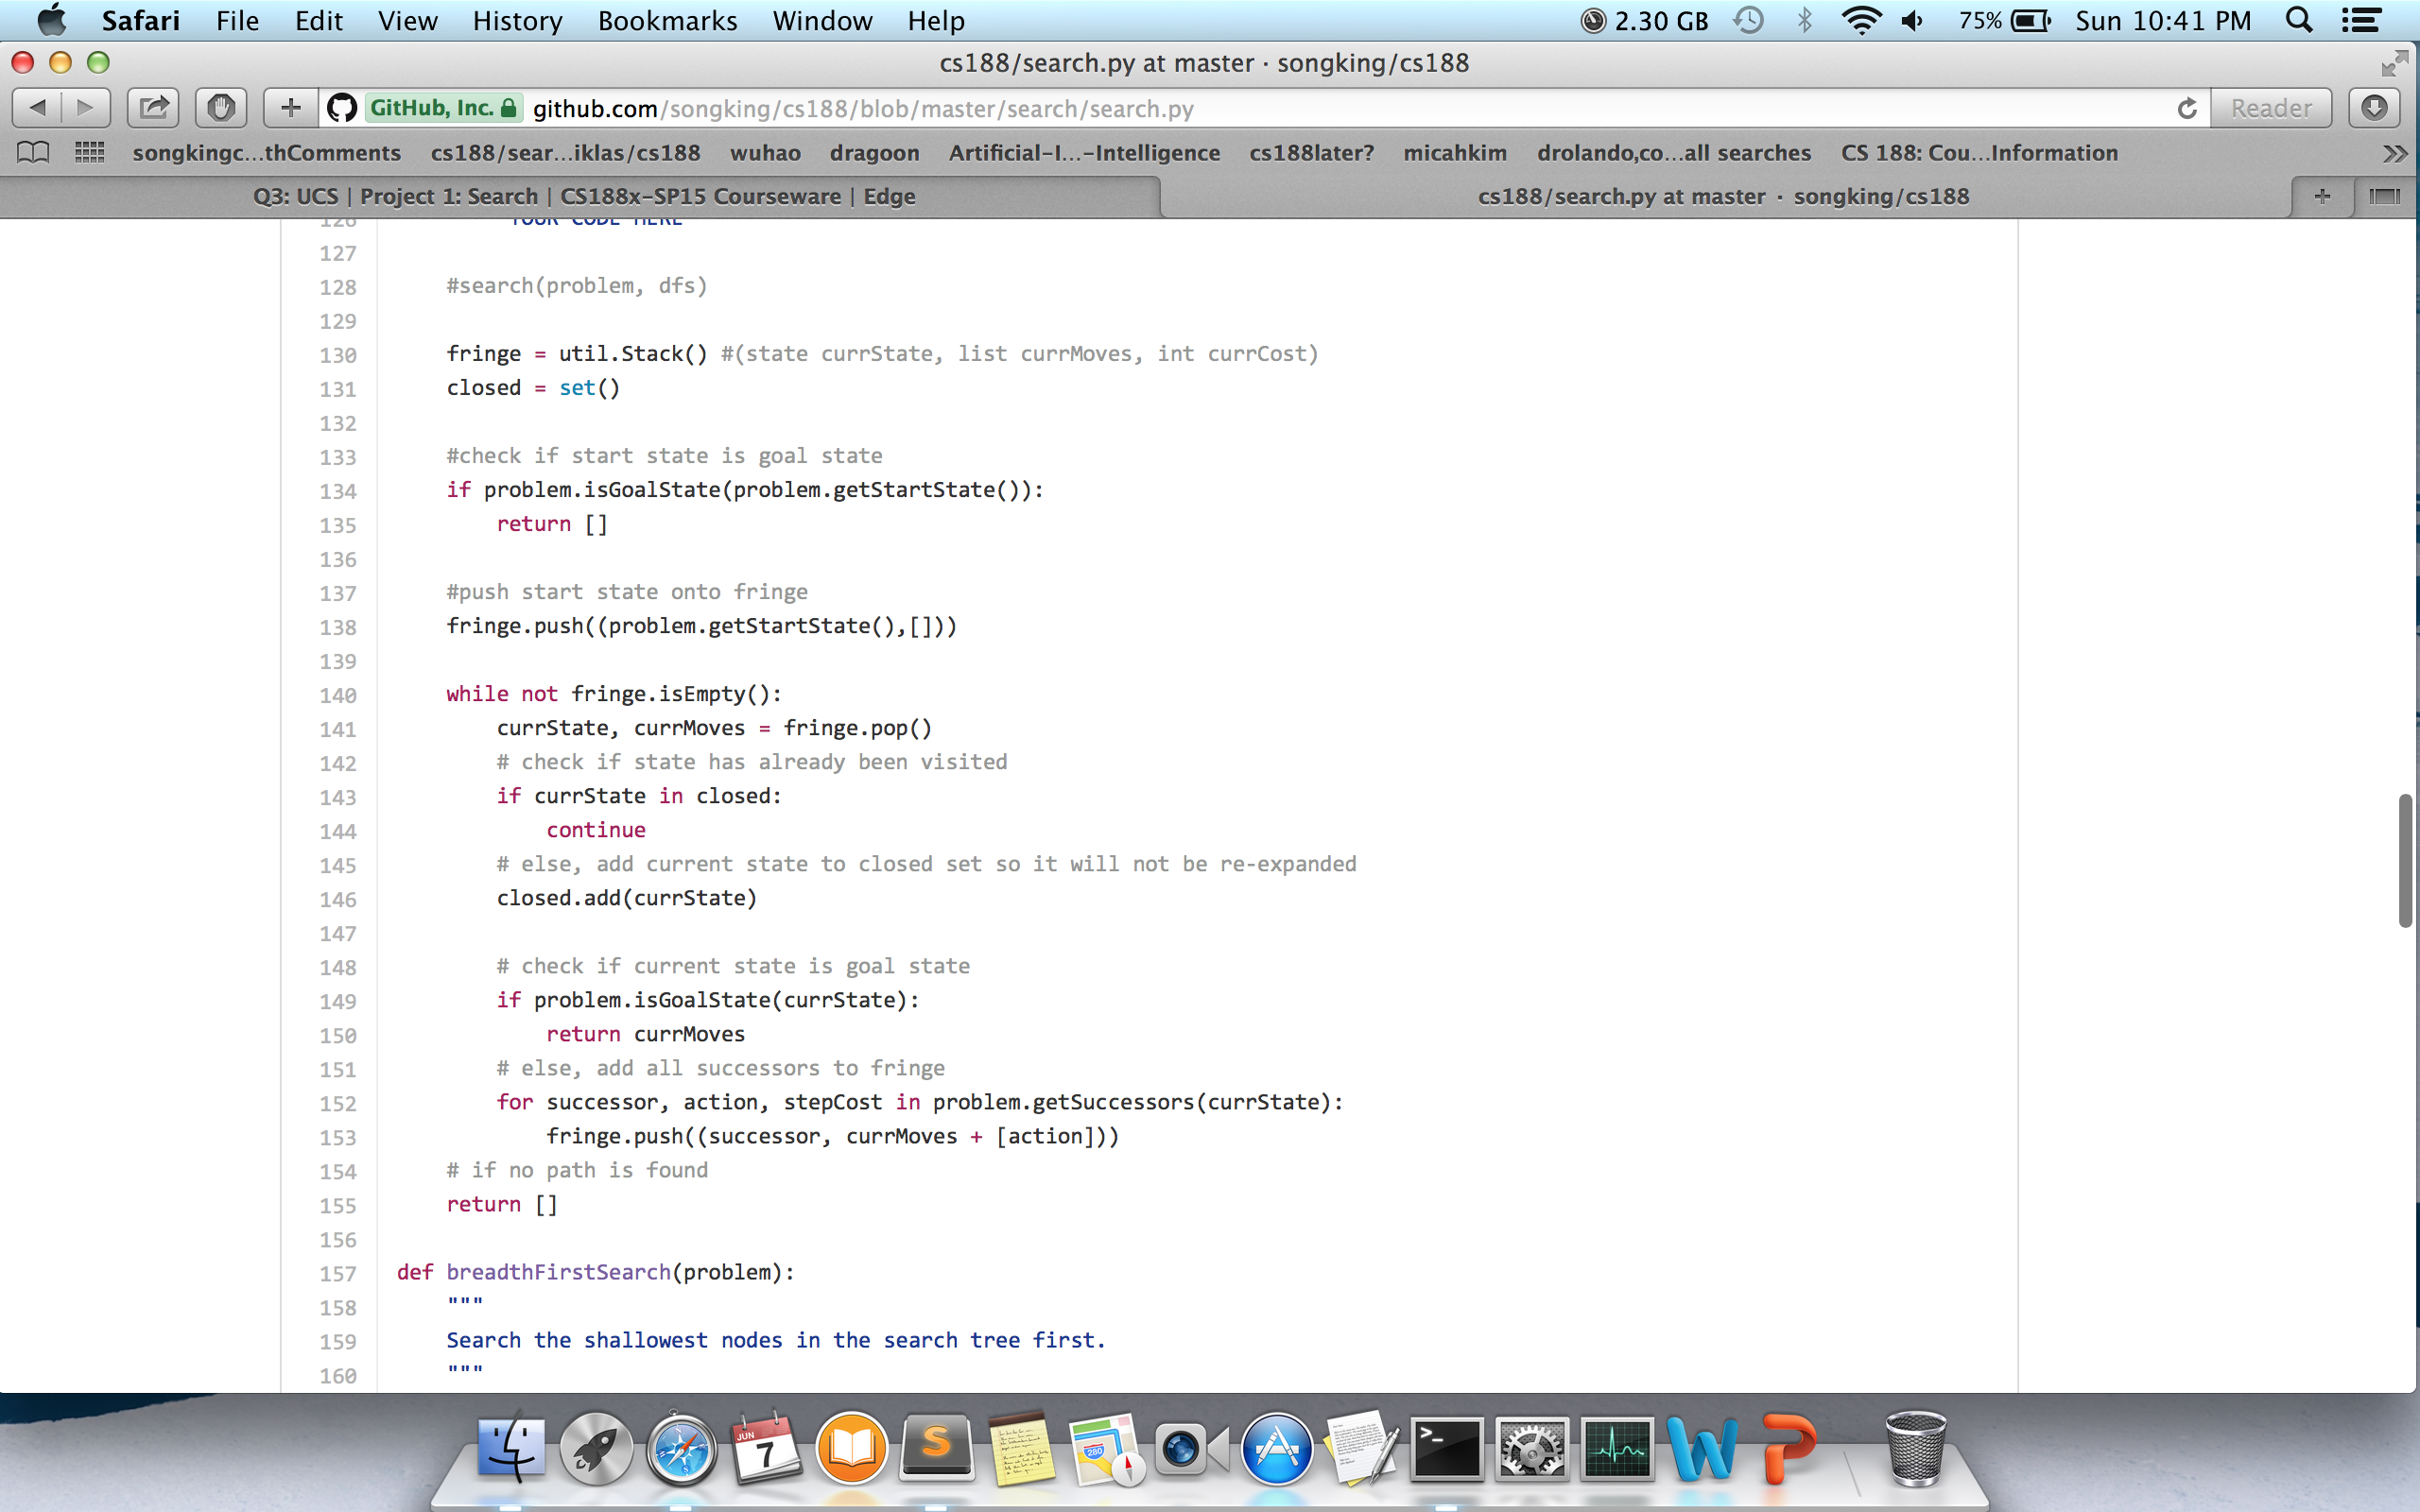 Safari File Edit View History Bookmarks Window Help 2.30 GB 75% Sun 10:41 PM
cs188/search.py at master · songking/cs188
GitHub, Inc. github.com/songking/cs188/blob/master/search/search.py Reader
songkingc...thComments cs188/sear...iklas/cs188 wuhao dragoon Artificial-I...-Intelligence cs188later? micahkim drolando,co...all searches CS 188: Cou...Information
Q3: UCS | Project 1: Search | CS188x-SP15 Courseware | Edge cs188/search.py at master · songking/cs188
126 YOUR CODE HERE
127
128 #search(problem, dfs)
129
130 fringe = util.Stack() #(state currState, list currMoves, int currCost)
131 closed = set()
132
133 #check if start state is goal state
134 if problem.isGoalState(problem.getStartState()):
135 return []
136
137 #push start state onto fringe
138 fringe.push((problem.getStartState(),[]))
139
140 while not fringe.isEmpty():
141 currState, currMoves = fringe.pop()
142 # check if state has already been visited
143 if currState in closed:
144 continue
145 # else, add current state to closed set so it will not be re-expanded
146 closed.add(currState)
147
148 # check if current state is goal state
149 if problem.isGoalState(currState):
150 return currMoves
151 # else, add all successors to fringe
152 for successor, action, stepCost in problem.getSuccessors(currState):
153 fringe.push((successor, currMoves + [action]))
154 # if no path is found
155 return []
156
157 def breadthFirstSearch(problem):
158 """
159 Search the shallowest nodes in the search tree first.
160 """
JUN
7
S
280
>_
W
P